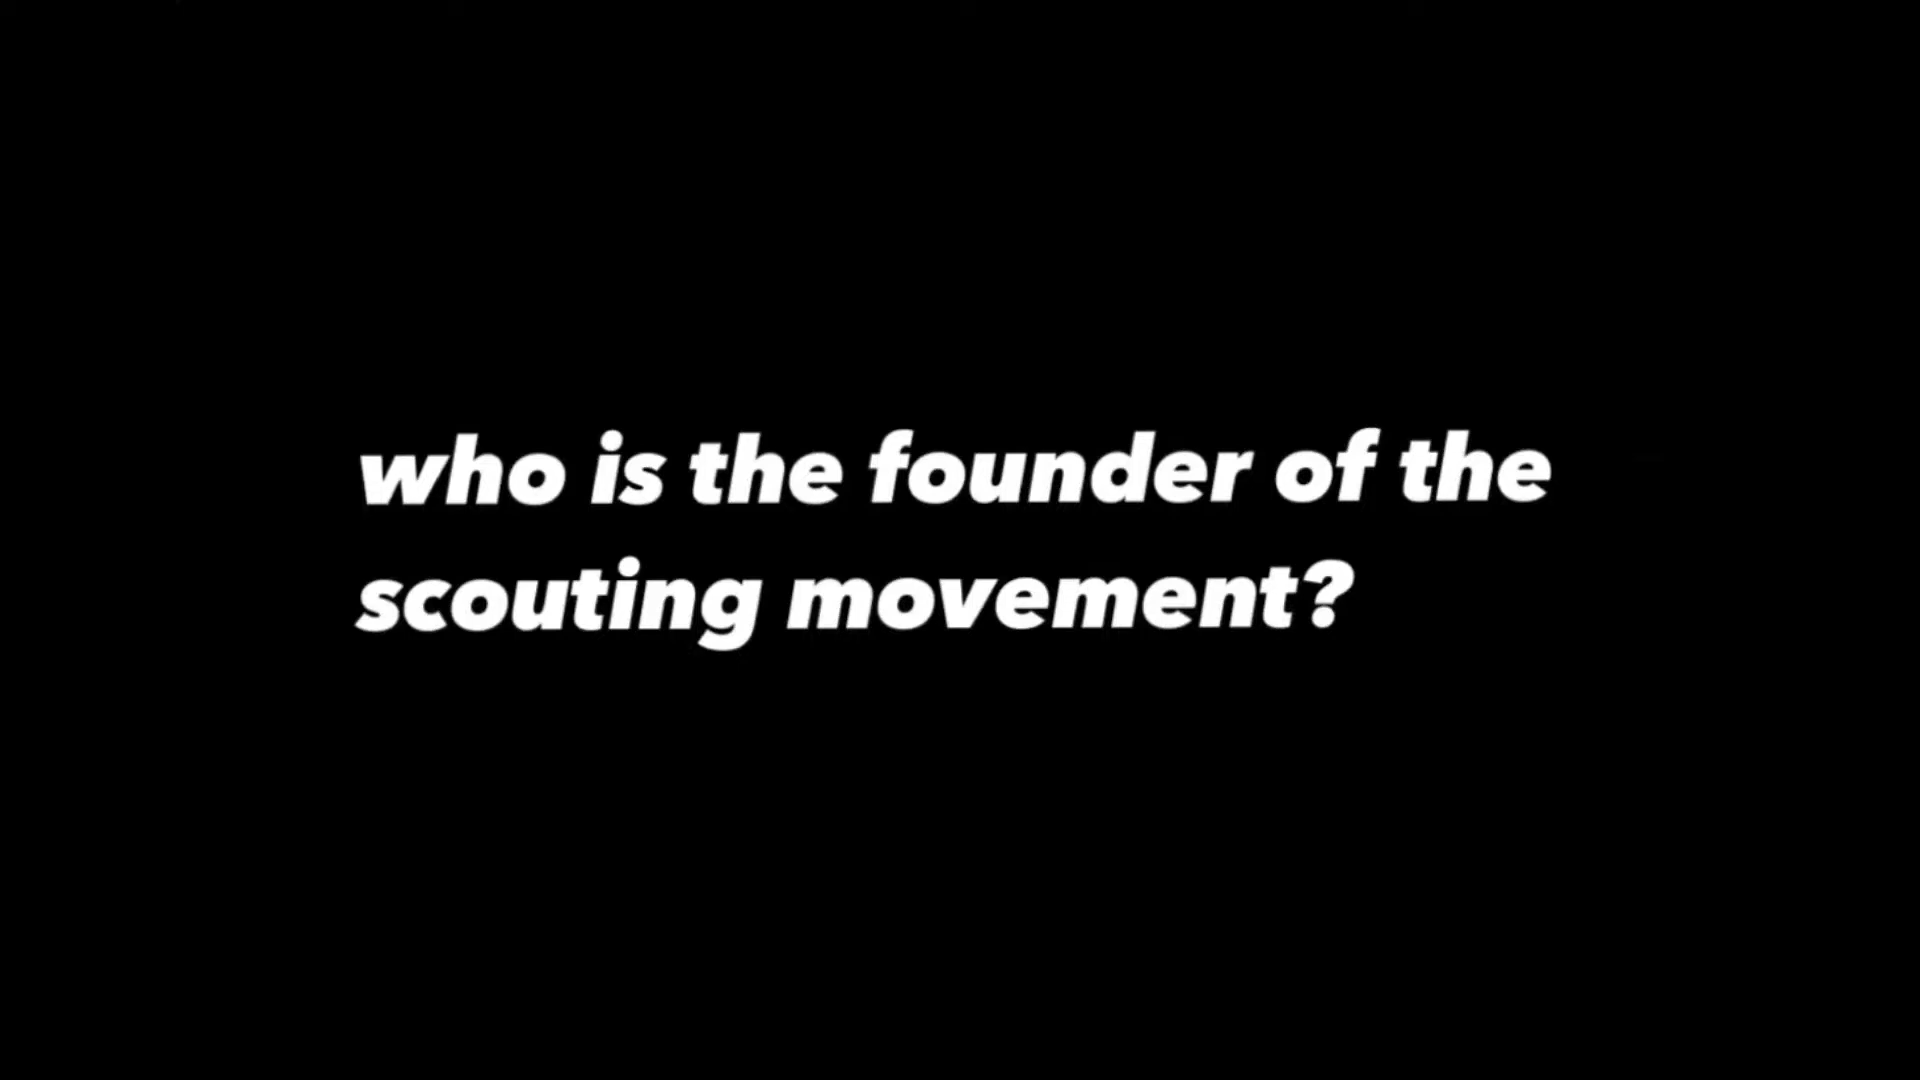 who is the founder of the
scouting movement?